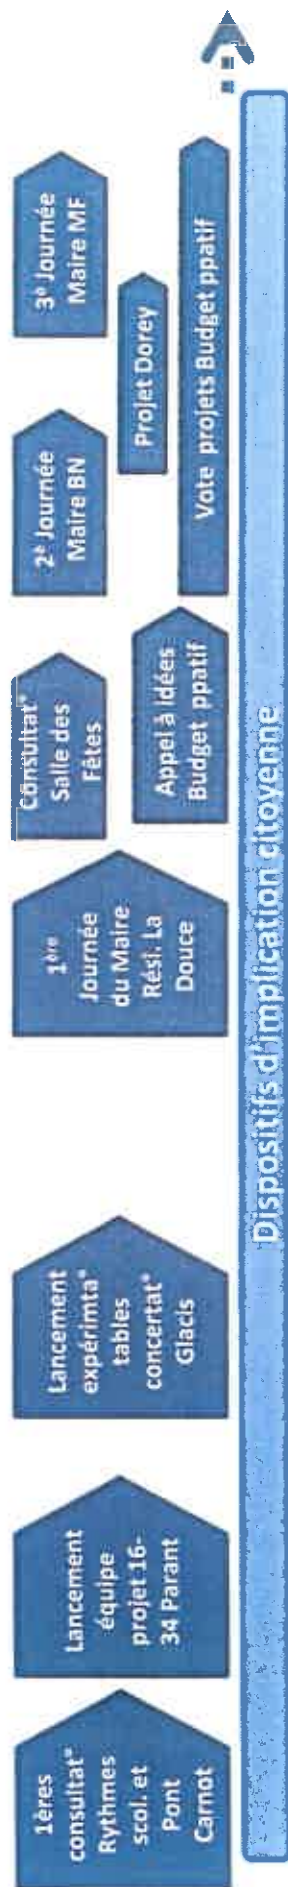 1ères
consultat°
Rythmes
scol. et
Pont
Carnot
Lancement
équipe
projet 16-
34 Parant
Lancement
expérimta°
tables
concertat°
Glacis
1ère
Journée
du Maire
Rési. La
Douce
Consultat°
Salle des
Fêtes
Appel à idées
Budget ppatif
2e Journée
Maire BN
3e Journée
Maire MF
Projet Dorey
Vote projets Budget ppatif
Dispositifs d'implication citoyenne